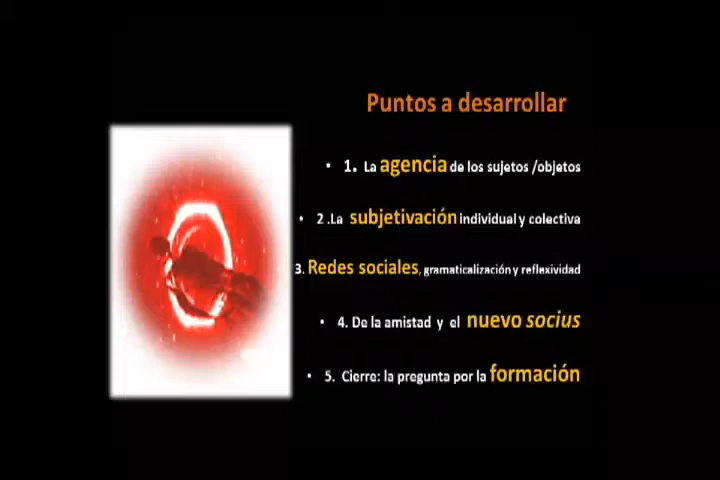 Puntos a desarrollar
• 1. La agencia de los sujetos /objetos
• 2 .La subjetivación individual y colectiva
3. Redes sociales, gramaticalización y reflexividad
• 4. De la amistad y el nuevo socius
• 5. Cierre: la pregunta por la formación